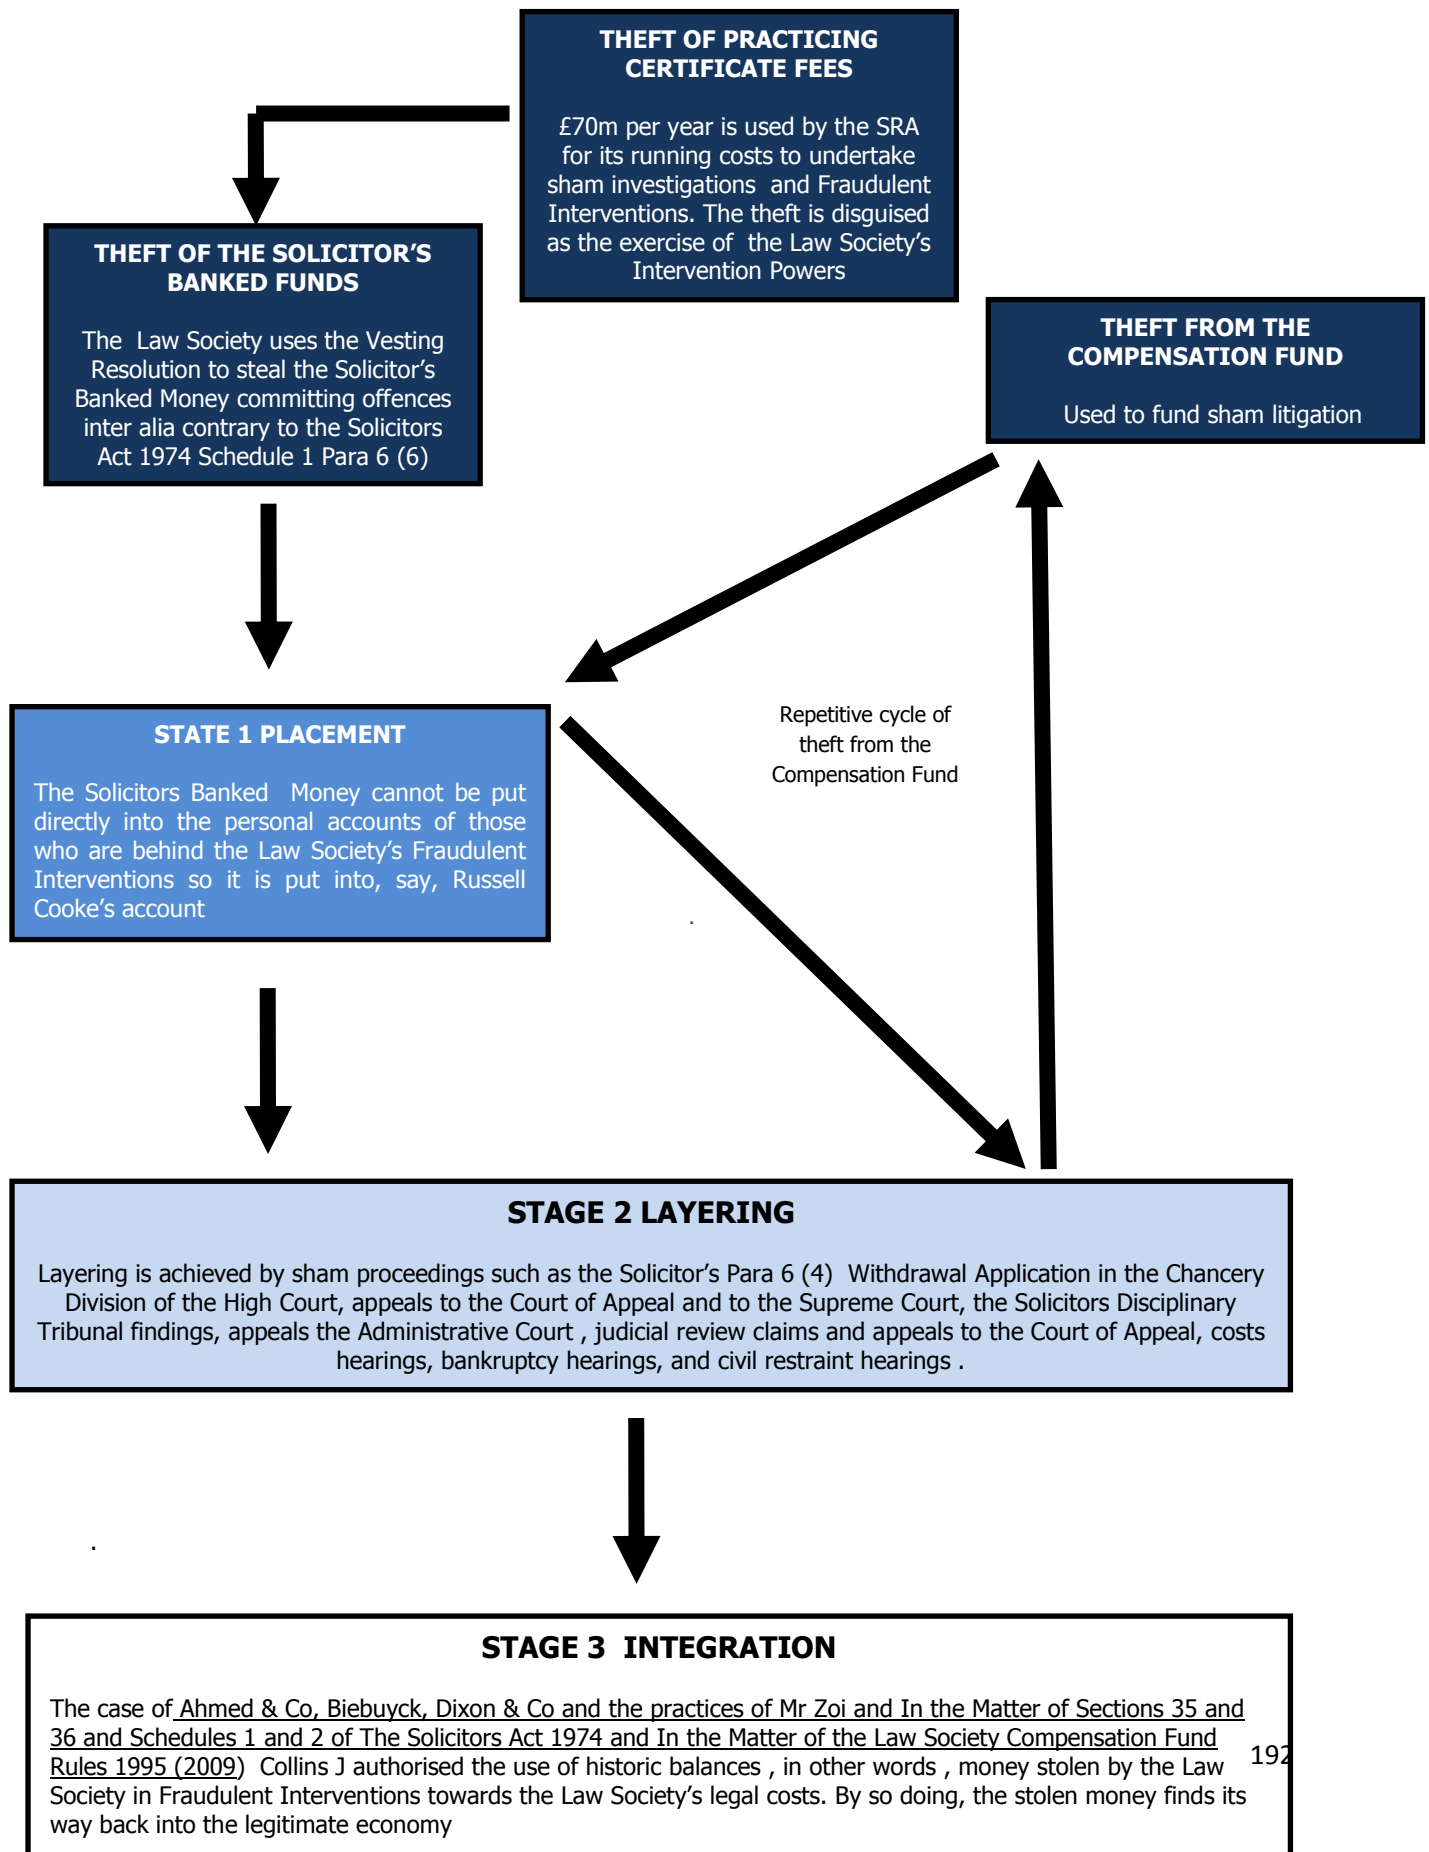 THEFT OF PRACTICING
CERTIFICATE FEES
£70m per year is used by the SRA
for its running costs to undertake
sham investigations and Fraudulent
Interventions. The theft is disguised
as the exercise of the Law Society’s
Intervention Powers
THEFT OF THE SOLICITOR’S
BANKED FUNDS
The Law Society uses the Vesting
Resolution to steal the Solicitor’s
Banked Money committing offences
inter alia contrary to the Solicitors
Act 1974 Schedule 1 Para 6 (6)
THEFT FROM THE
COMPENSATION FUND
Used to fund sham litigation
STATE 1 PLACEMENT
The Solicitors Banked Money cannot be put
directly into the personal accounts of those
who are behind the Law Society’s Fraudulent
Interventions so it is put into, say, Russell
Cooke’s account
Repetitive cycle of
theft from the
Compensation Fund
.
STAGE 2 LAYERING
Layering is achieved by sham proceedings such as the Solicitor’s Para 6 (4) Withdrawal Application in the Chancery
Division of the High Court, appeals to the Court of Appeal and to the Supreme Court, the Solicitors Disciplinary
Tribunal findings, appeals the Administrative Court , judicial review claims and appeals to the Court of Appeal, costs
hearings, bankruptcy hearings, and civil restraint hearings .
.
STAGE 3 INTEGRATION
The case of Ahmed & Co, Biebuyck, Dixon & Co and the practices of Mr Zoi and In the Matter of Sections 35 and
36 and Schedules 1 and 2 of The Solicitors Act 1974 and In the Matter of the Law Society Compensation Fund
Rules 1995 (2009) Collins J authorised the use of historic balances , in other words , money stolen by the Law
Society in Fraudulent Interventions towards the Law Society’s legal costs. By so doing, the stolen money finds its
way back into the legitimate economy
192